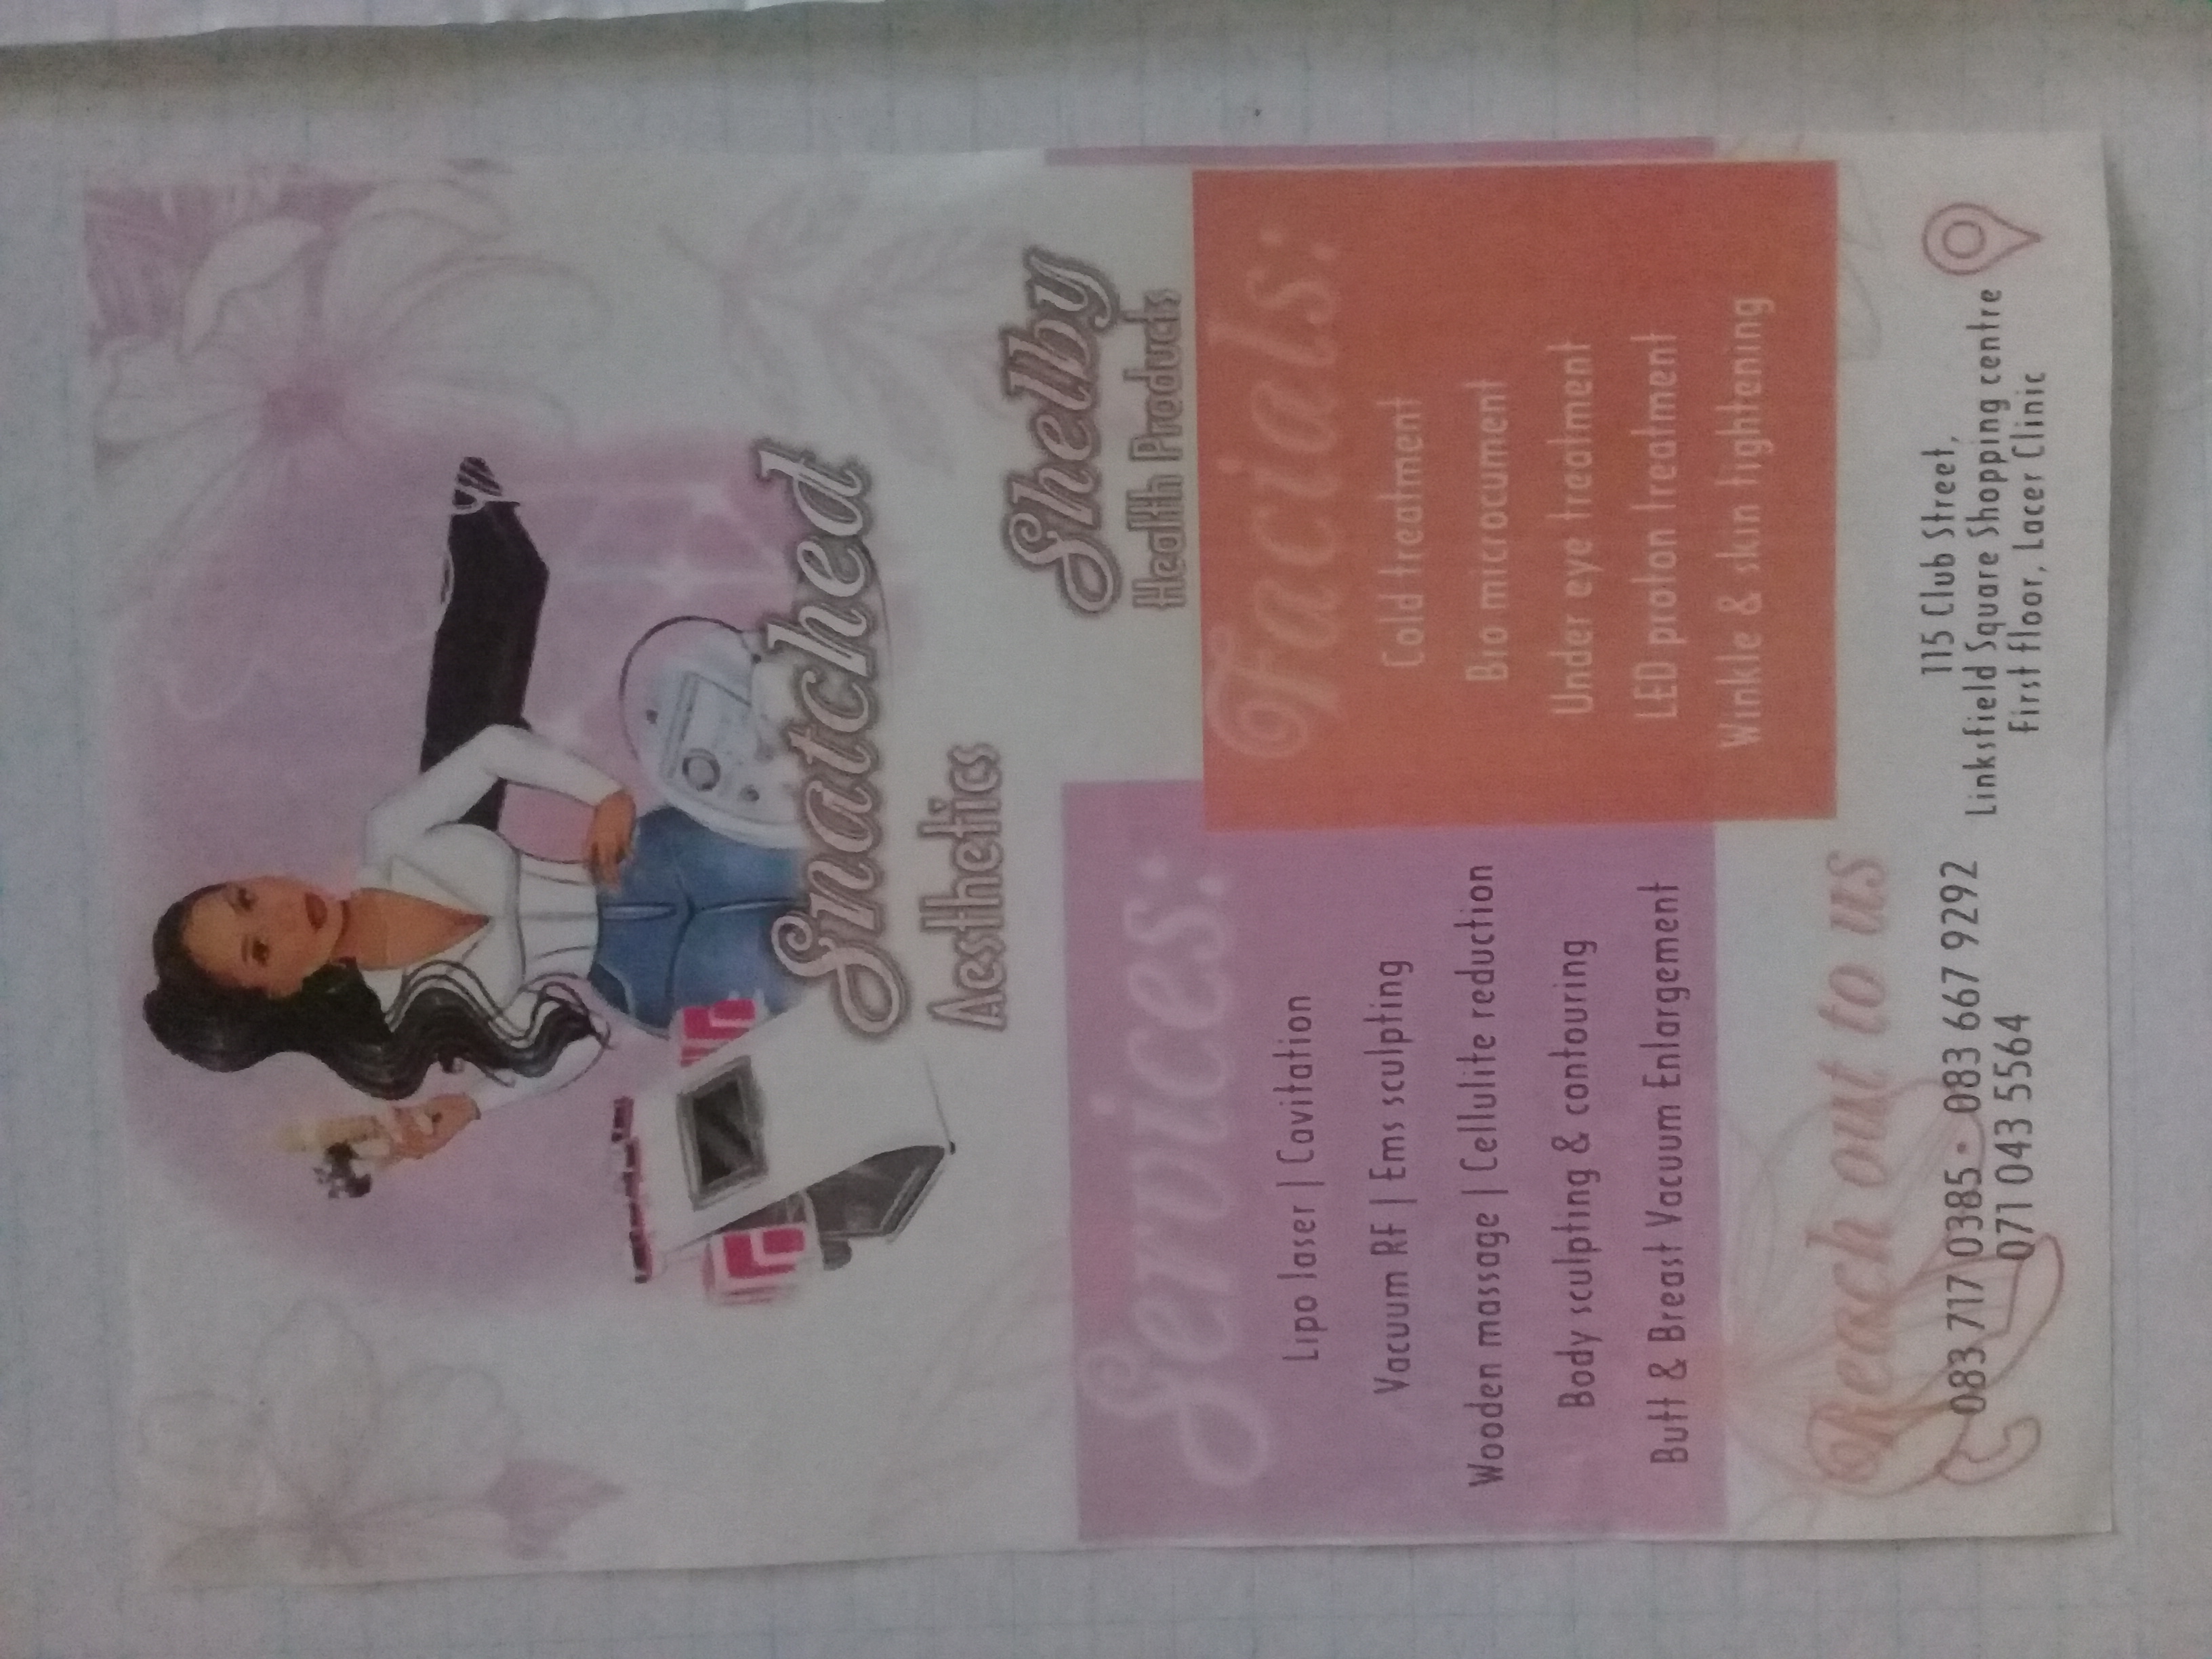 Snatched
Aesthetics
Shelby
Health Products
Services:
Lipo laser | Cavitation
Vacuum RF | Ems sculpting
Wooden massage | Cellulite reduction
Body sculpting & contouring
Butt & Breast Vacuum Enlargement
Facials:
Cold treatment
Bio microcument
Under eye treatment
LED proton treatment
Winkle & skin tightening
Reach out to us
083 717 0385 · 083 667 9292
071 043 5564
115 Club Street,
Linksfield Square Shopping centre
First floor, Lacer Clinic